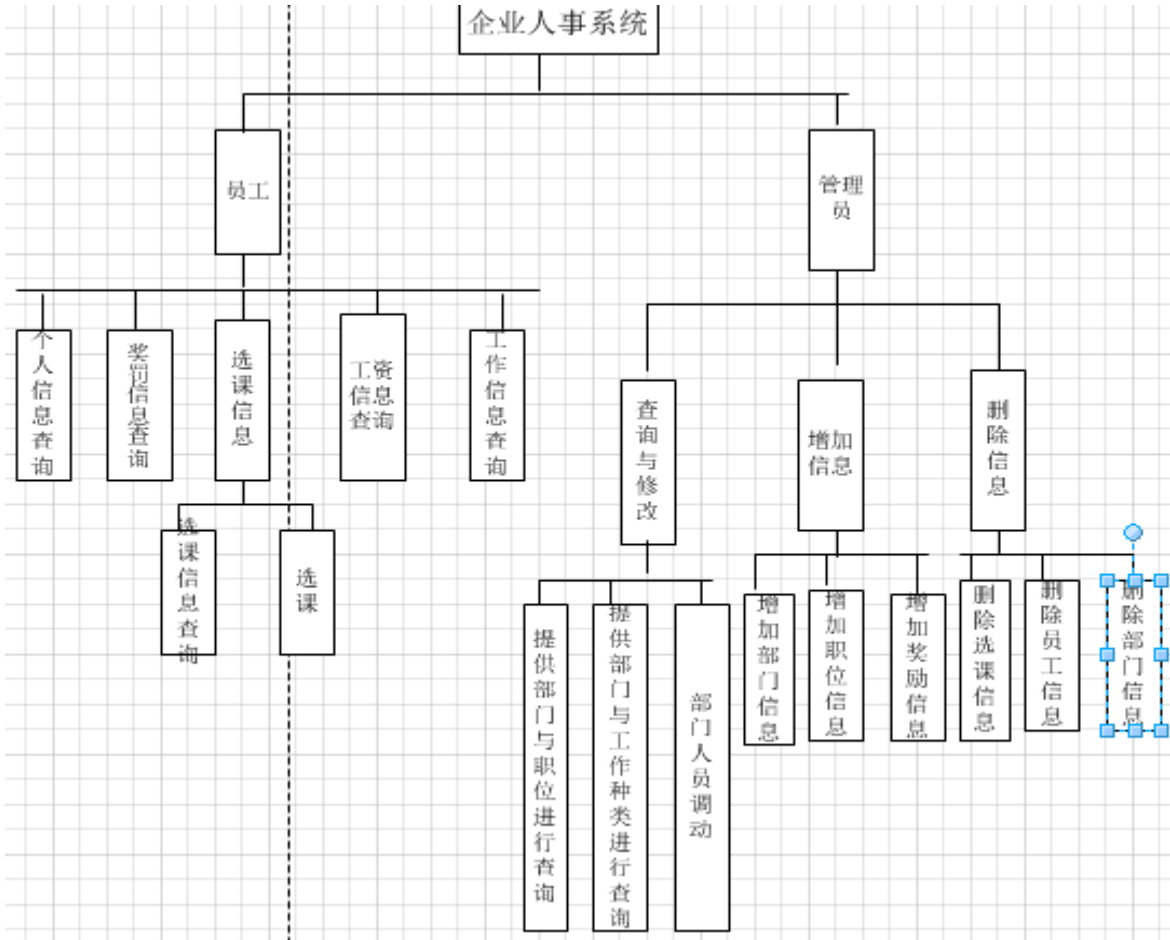 企业人事系统
员工
管理
员
个人信息查询
奖罚信息查询
选课信息
工资
信息
查询
工作信息查询
查询与修改
增加
信息
删除信息
选课信息查询
选课
提供部门与职位进行查询
提供部门与工作种类进行查询
部门人员调动
增加部门信息
增加职位信息
增加奖励信息
删除选课信息
删除员工信息
删除部门信息